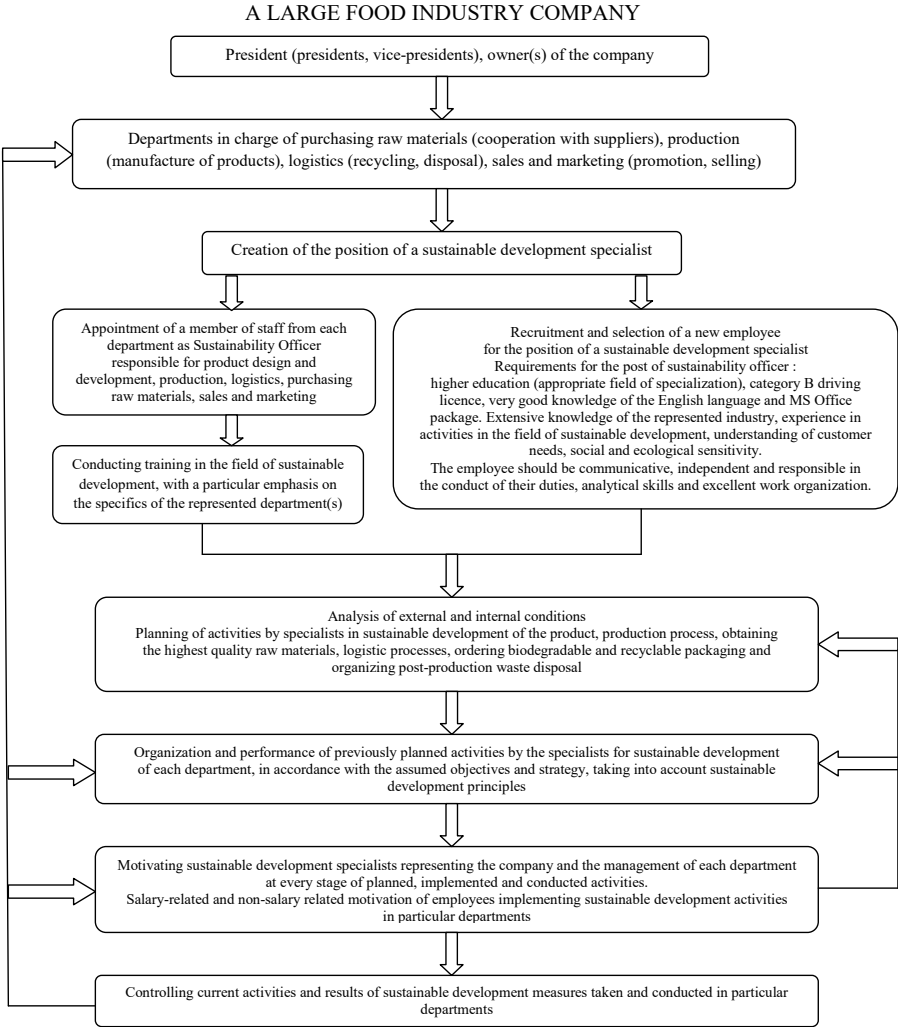 A LARGE FOOD INDUSTRY COMPANY
President (presidents, vice-presidents), owner(s) of the company
Departments in charge of purchasing raw materials (cooperation with suppliers), production
(manufacture of products), logistics (recycling, disposal), sales and marketing (promotion, selling)
Creation of the position of a sustainable development specialist
Appointment of a member of staff from each
department as Sustainability Officer
responsible for product design and
development, production, logistics, purchasing
raw materials, sales and marketing
Conducting training in the field of sustainable
development, with a particular emphasis on
the specifics of the represented department(s)
Recruitment and selection of a new employee
for the position of a sustainable development specialist
Requirements for the post of sustainability officer :
higher education (appropriate field of specialization), category B driving
licence, very good knowledge of the English language and MS Office
package. Extensive knowledge of the represented industry, experience in
activities in the field of sustainable development, understanding of customer
needs, social and ecological sensitivity.
The employee should be communicative, independent and responsible in
the conduct of their duties, analytical skills and excellent work organization.
Analysis of external and internal conditions
Planning of activities by specialists in sustainable development of the product, production process, obtaining
the highest quality raw materials, logistic processes, ordering biodegradable and recyclable packaging and
organizing post-production waste disposal
Organization and performance of previously planned activities by the specialists for sustainable development
of each department, in accordance with the assumed objectives and strategy, taking into account sustainable
development principles
Motivating sustainable development specialists representing the company and the management of each department
at every stage of planned, implemented and conducted activities.
Salary-related and non-salary related motivation of employees implementing sustainable development activities
in particular departments
Controlling current activities and results of sustainable development measures taken and conducted in particular
departments